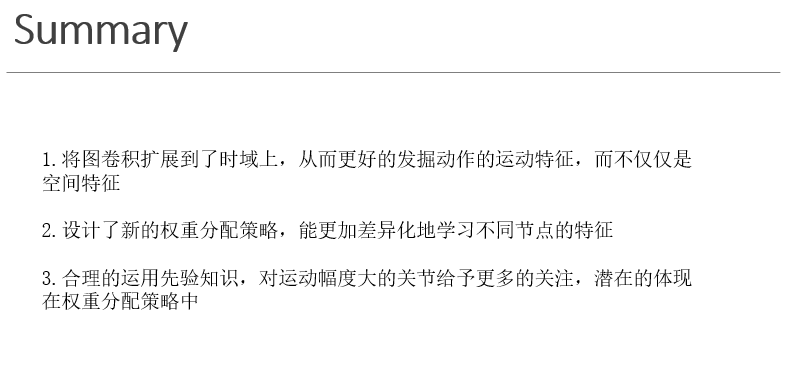 Summary
1.将图卷积扩展到了时域上，从而更好的发掘动作的运动特征，而不仅仅是
空间特征
2.设计了新的权重分配策略，能更加差异化地学习不同节点的特征
3.合理的运用先验知识，对运动幅度大的关节给予更多的关注，潜在的体现
在权重分配策略中